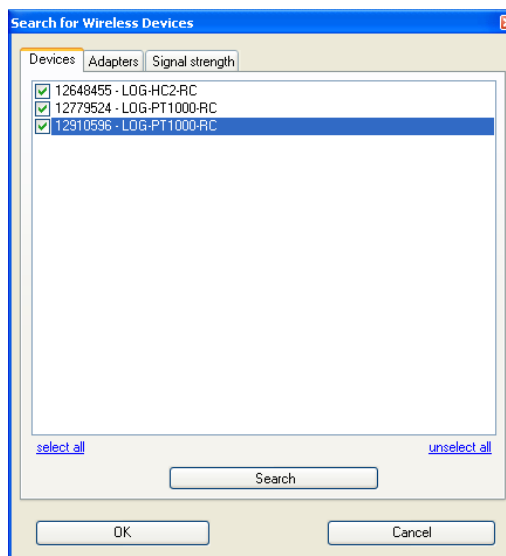 Search for Wireless Devices
Devices Adapters Signal strength
12648455 - LOG-HC2-RC
12779524 - LOG-PT1000-RC
12910596 - LOG-PT1000-RC
select all unselect all
Search
OK Cancel